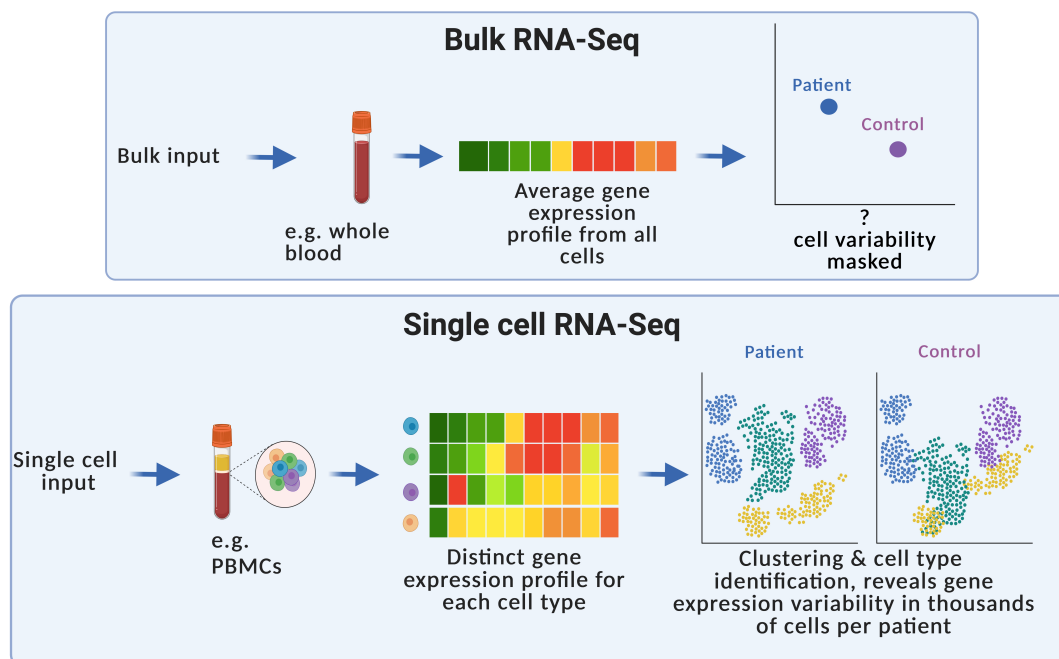 Bulk RNA-Seq
Patient
Control
Bulk input
e.g. whole
blood
Average gene
expression
profile from all
cells
?
cell variability
masked
Single cell RNA-Seq
Patient
Control
Single cell
input
e.g.
PBMCs
Distinct gene
expression profile for
each cell type
Clustering & cell type
identification, reveals gene
expression variability in thousands
of cells per patient